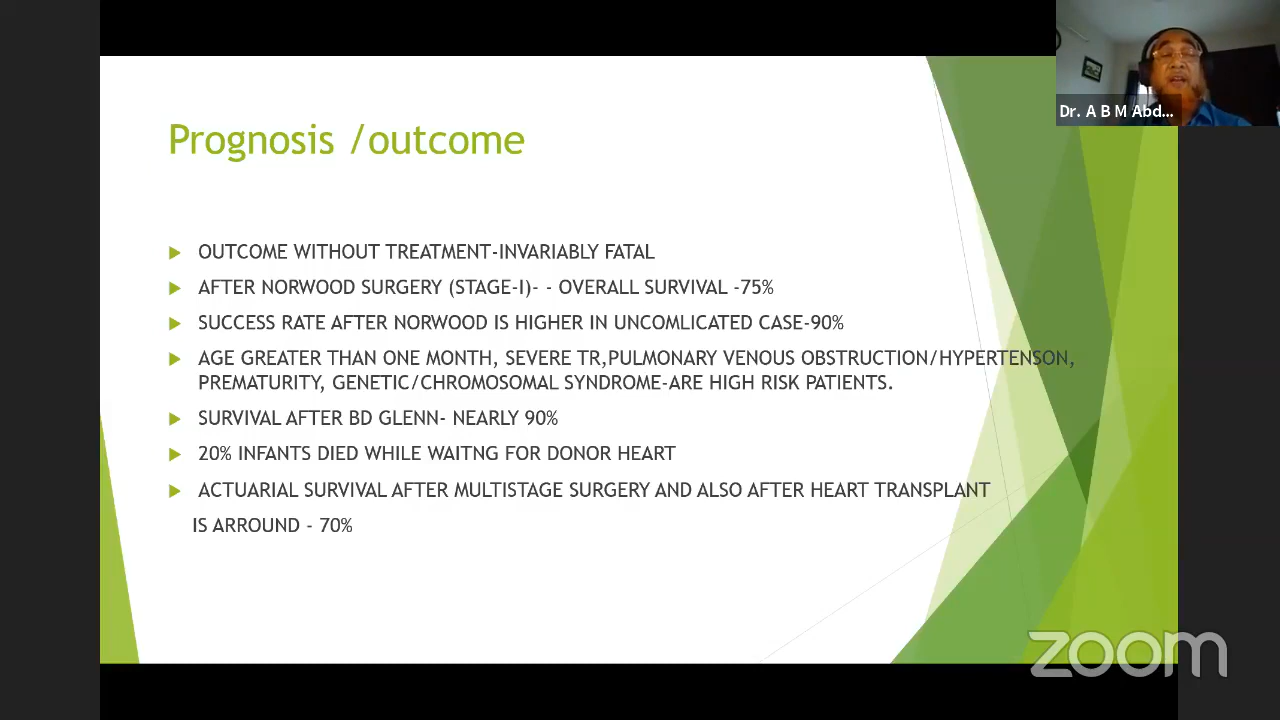 Dr. A B M Abd...
Prognosis /outcome
OUTCOME WITHOUT TREATMENT-INVARIABLY FATAL
AFTER NORWOOD SURGERY (STAGE-I)- - OVERALL SURVIVAL -75%
SUCCESS RATE AFTER NORWOOD IS HIGHER IN UNCOMLICATED CASE-90%
AGE GREATER THAN ONE MONTH, SEVERE TR,PULMONARY VENOUS OBSTRUCTION/HYPERTENSON,
PREMATURITY, GENETIC/CHROMOSOMAL SYNDROME-ARE HIGH RISK PATIENTS.
SURVIVAL AFTER BD GLENN- NEARLY 90%
20% INFANTS DIED WHILE WAITNG FOR DONOR HEART
ACTUARIAL SURVIVAL AFTER MULTISTAGE SURGERY AND ALSO AFTER HEART TRANSPLANT
IS ARROUND - 70%
zoom